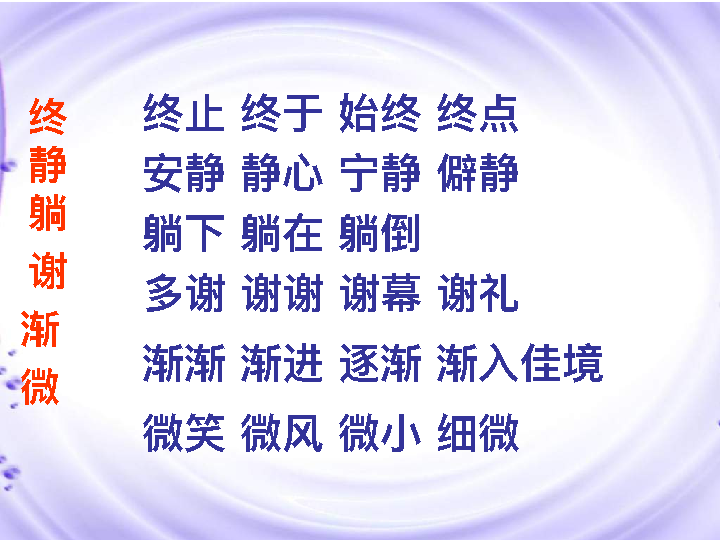 终 终止 终于 始终 终点
静 安静 静心 宁静 僻静
躺 躺下 躺在 躺倒
谢 多谢 谢谢 谢幕 谢礼
渐 渐渐 渐进 逐渐 渐入佳境
微 微笑 微风 微小 细微